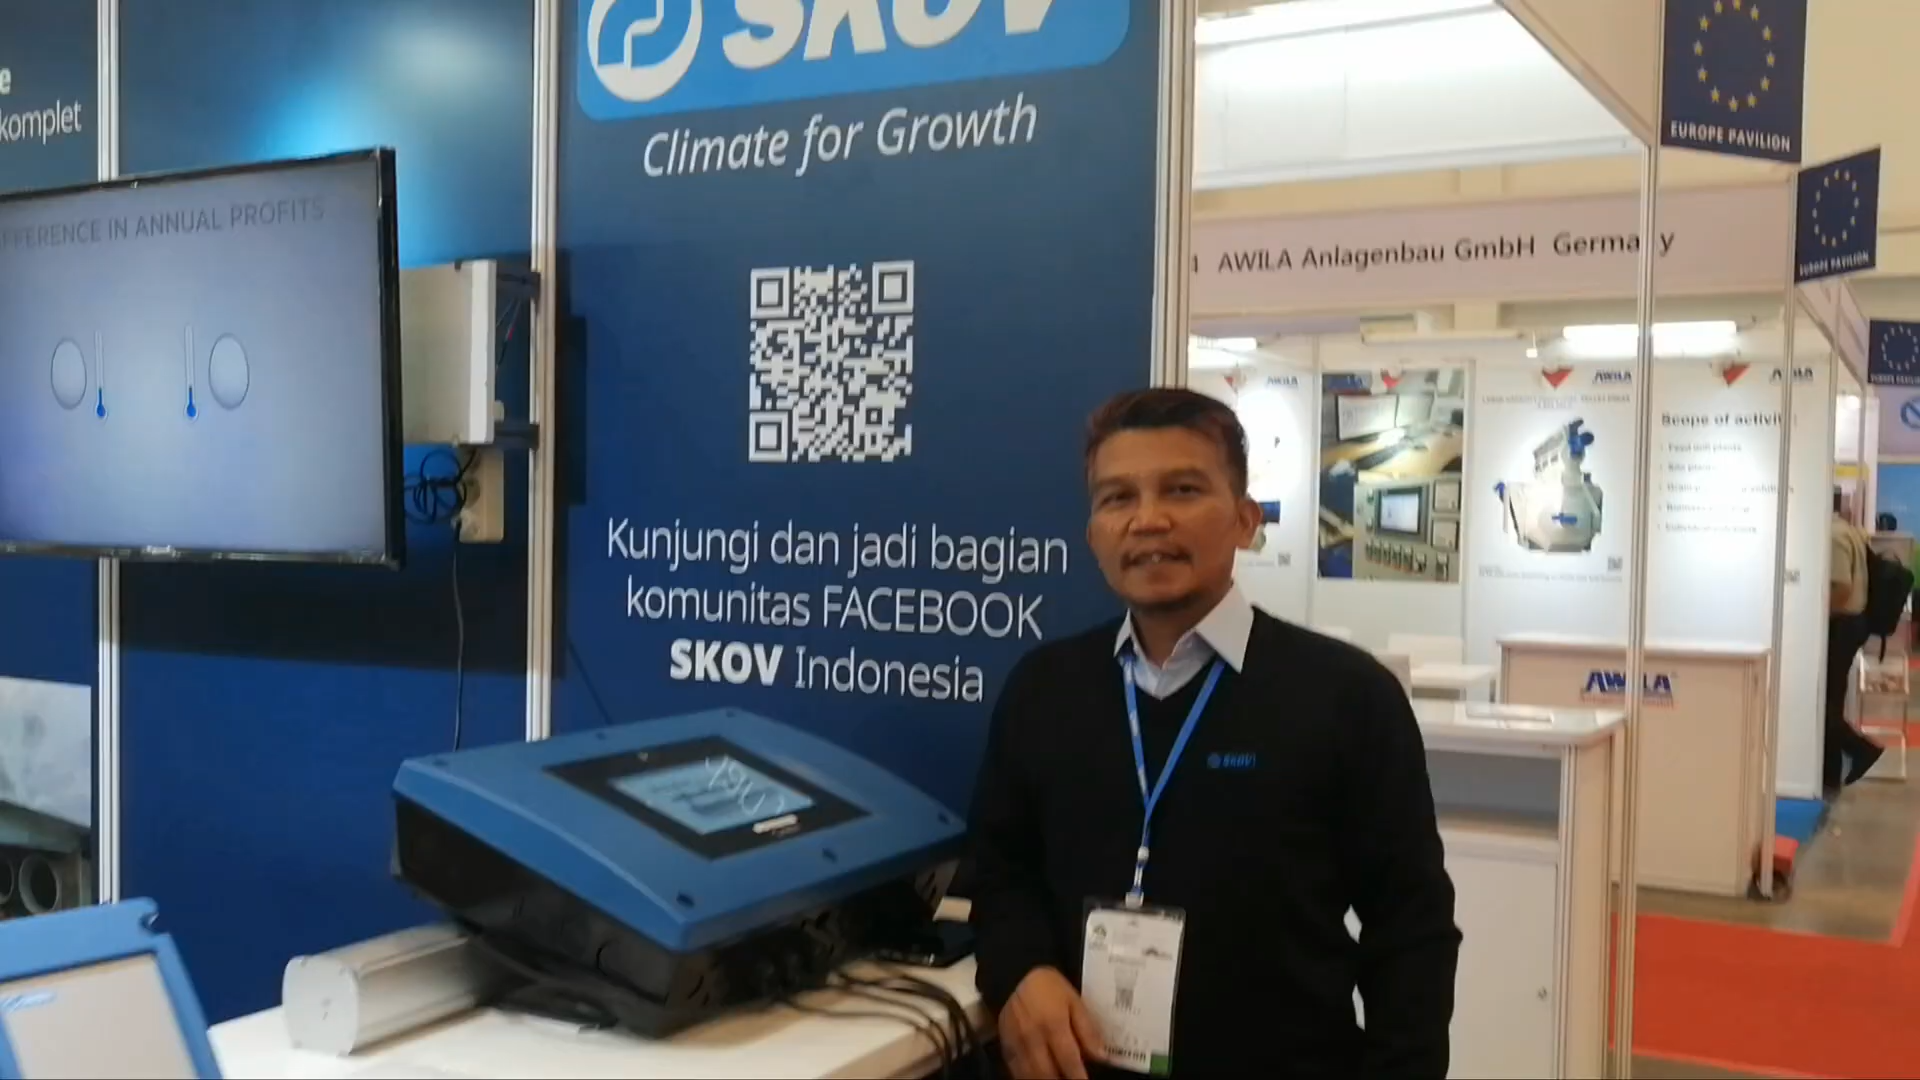 e
komplet
FFERENCE IN ANNUAL PROFITS
SKOV
Climate for Growth
Kunjungi dan jadi bagian
komunitas FACEBOOK
SKOV Indonesia
SKOV
EUROPE PAVILION
EUROPE PAVILION
AWILA Anlagenbau GmbH Germany
AWILA
AWILA
AWILA
Scope of activit
AWILA